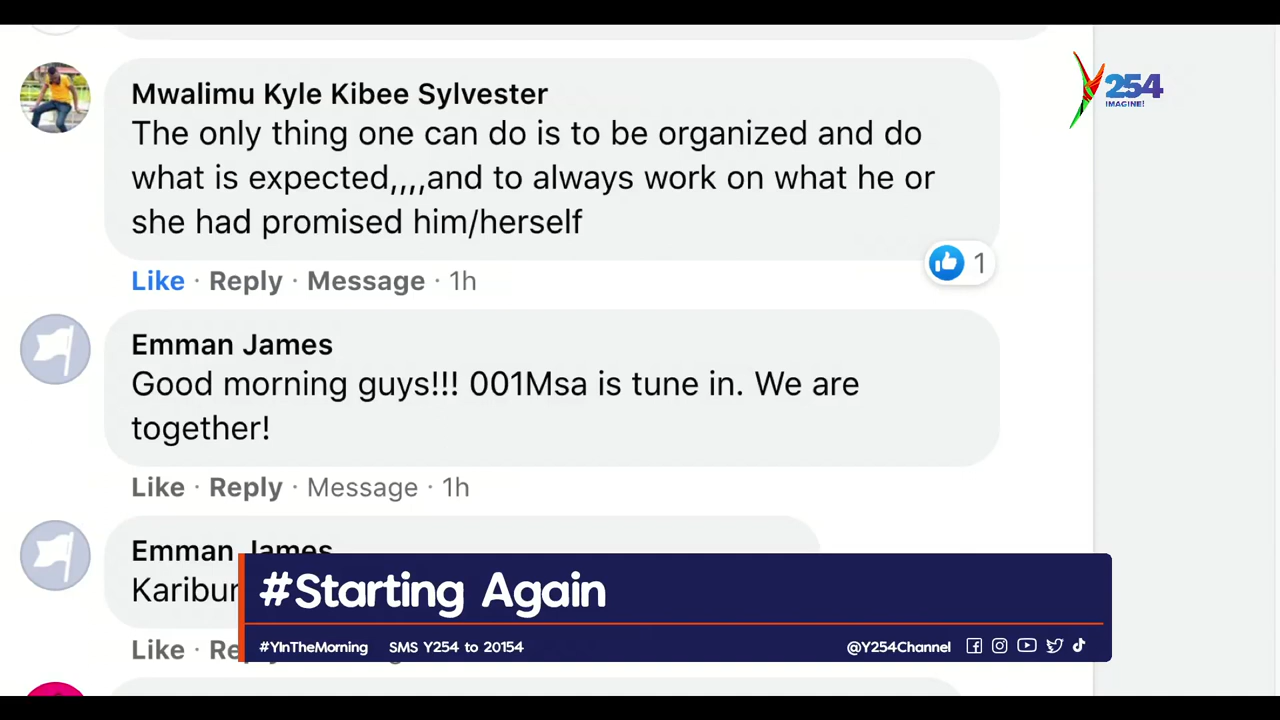 Mwalimu Kyle Kibee Sylvester
The only thing one can do is to be organized and do
what is expected,,,,and to always work on what he or
she had promised him/herself
1
Like · Reply · Message · 1h
Emman James
Good morning guys!!! 001Msa is tune in. We are
together!
Like · Reply · Message · 1h
Emman James
Like ·
#Starting Again
#YInTheMorning SMS Y254 to 20154 @Y254Channel
Y254
IMAGINE!